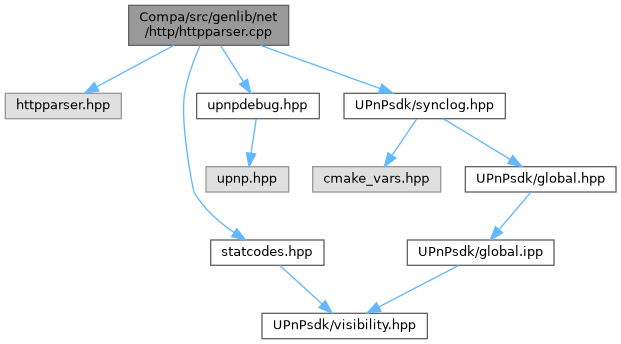 Compa/src/genlib/net
/http/httpparser.cpp
httpparser.hpp
upnpdebug.hpp
UPnPsdk/synclog.hpp
upnp.hpp
cmake_vars.hpp
UPnPsdk/global.hpp
statcodes.hpp
UPnPsdk/global.ipp
UPnPsdk/visibility.hpp